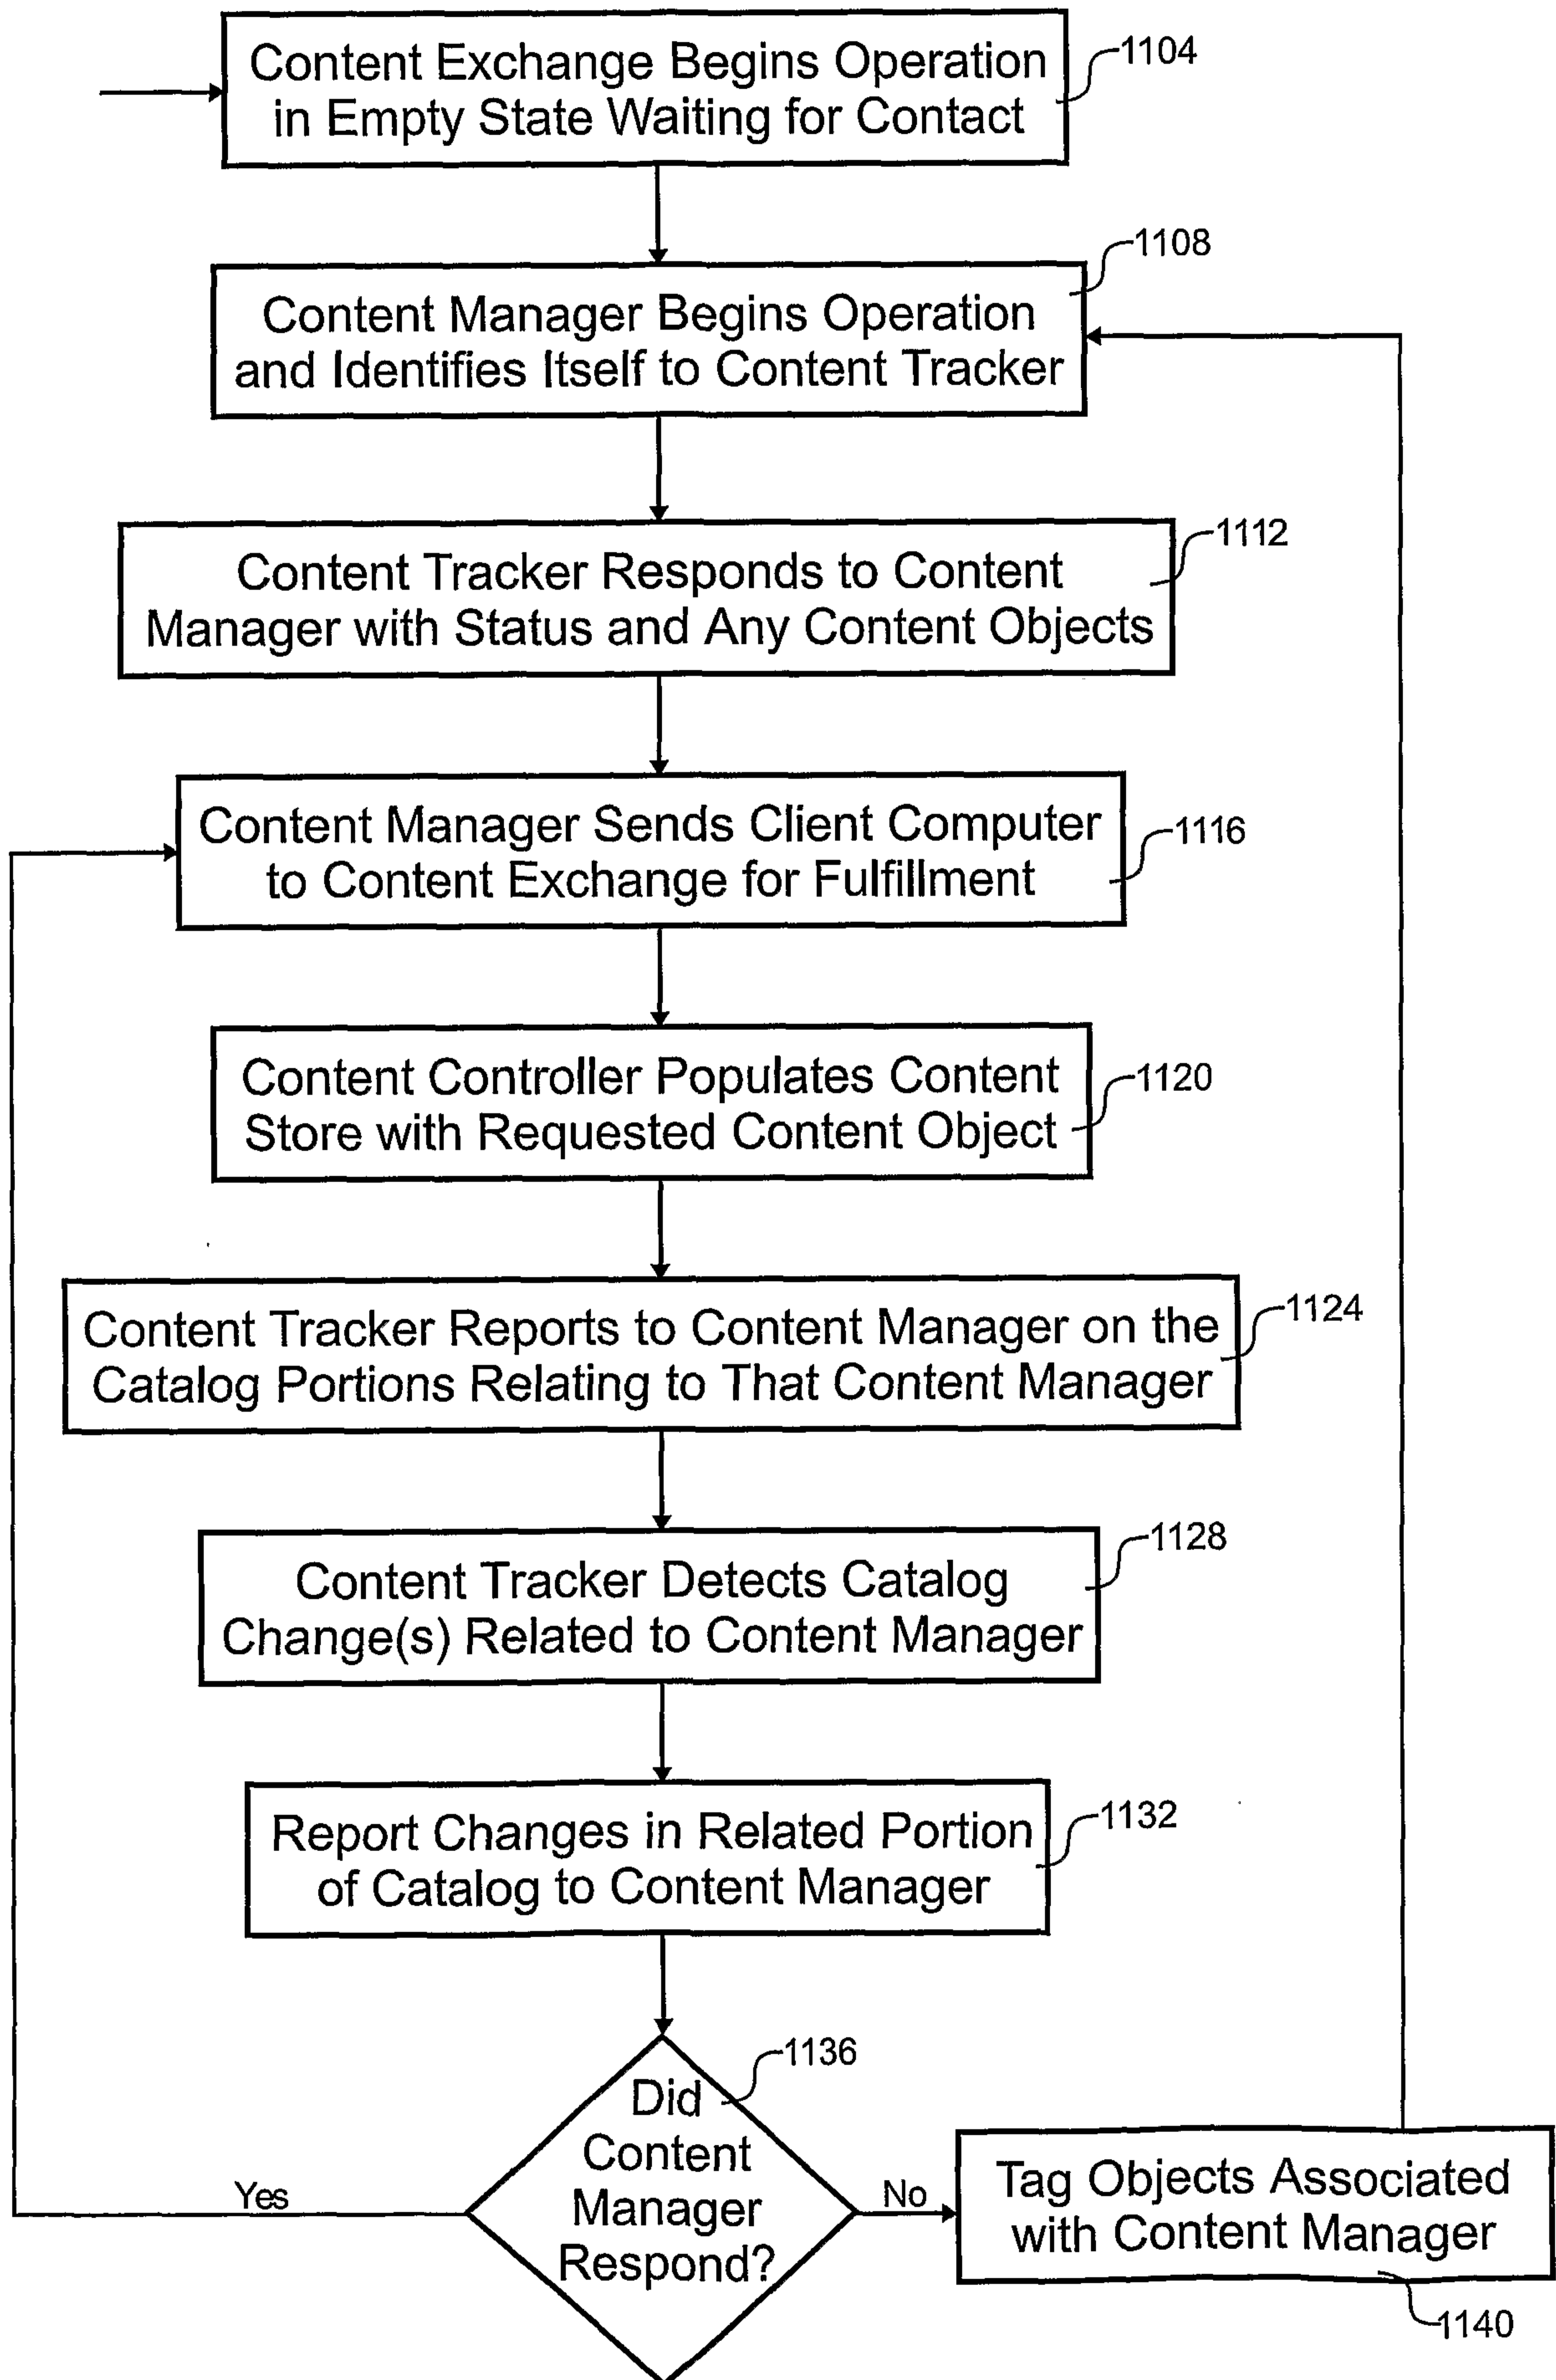 Content Exchange Begins Operation
in Empty State Waiting for Contact
1104
1108
Content Manager Begins Operation
and Identifies Itself to Content Tracker
1112
Content Tracker Responds to Content
Manager with Status and Any Content Objects
Content Manager Sends Client Computer
to Content Exchange for Fulfillment
1116
Content Controller Populates Content
Store with Requested Content Object
1120
Content Tracker Reports to Content Manager on the
Catalog Portions Relating to That Content Manager
1124
1128
Content Tracker Detects Catalog
Change(s) Related to Content Manager
Report Changes in Related Portion
of Catalog to Content Manager
1132
1136
Did
Content
Manager
Respond?
Yes
No
Tag Objects Associated
with Content Manager
1140